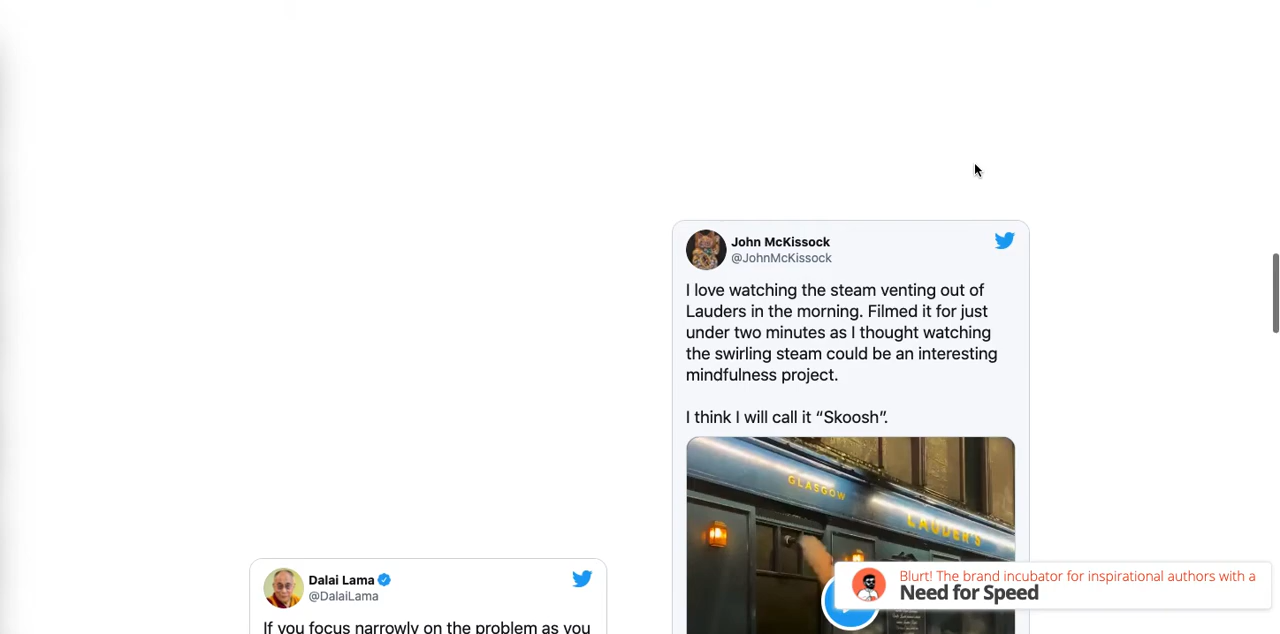 John McKissock
@JohnMcKissock
I love watching the steam venting out of
Lauders in the morning. Filmed it for just
under two minutes as I thought watching
the swirling steam could be an interesting
mindfulness project.
I think I will call it “Skoosh”.
GLASGOW
LAUDER'S
Dalai Lama
@DalaiLama
If you focus narrowly on the problem as you
Blurt! The brand incubator for inspirational authors with a
Need for Speed